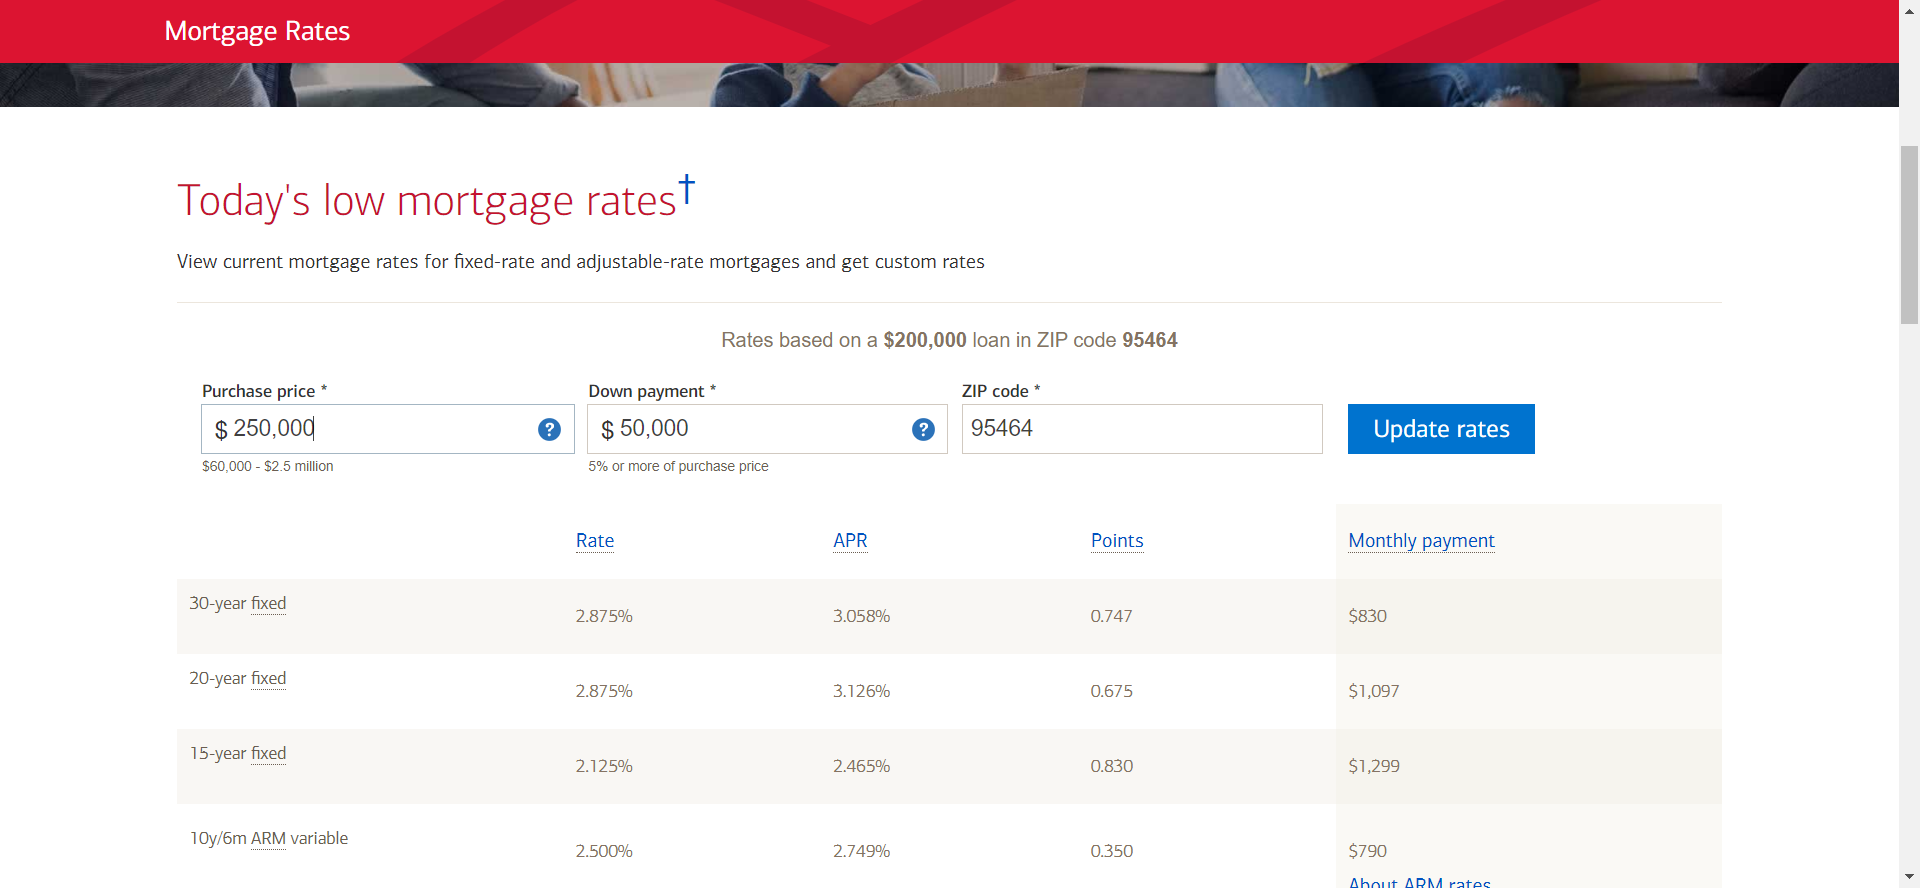 Mortgage Rates
Today's low mortgage rates†
View current mortgage rates for fixed-rate and adjustable-rate mortgages and get custom rates
Rates based on a $200,000 loan in ZIP code 95464
Purchase price * Down payment * ZIP code *
$ 250,000 ? $ 50,000 ? 95464 Update rates
$60,000 - $2.5 million 5% or more of purchase price
Rate APR Points Monthly payment
30-year fixed 2.875% 3.058% 0.747 $830
20-year fixed 2.875% 3.126% 0.675 $1,097
15-year fixed 2.125% 2.465% 0.830 $1,299
10y/6m ARM variable 2.500% 2.749% 0.350 $790
About ARM rates